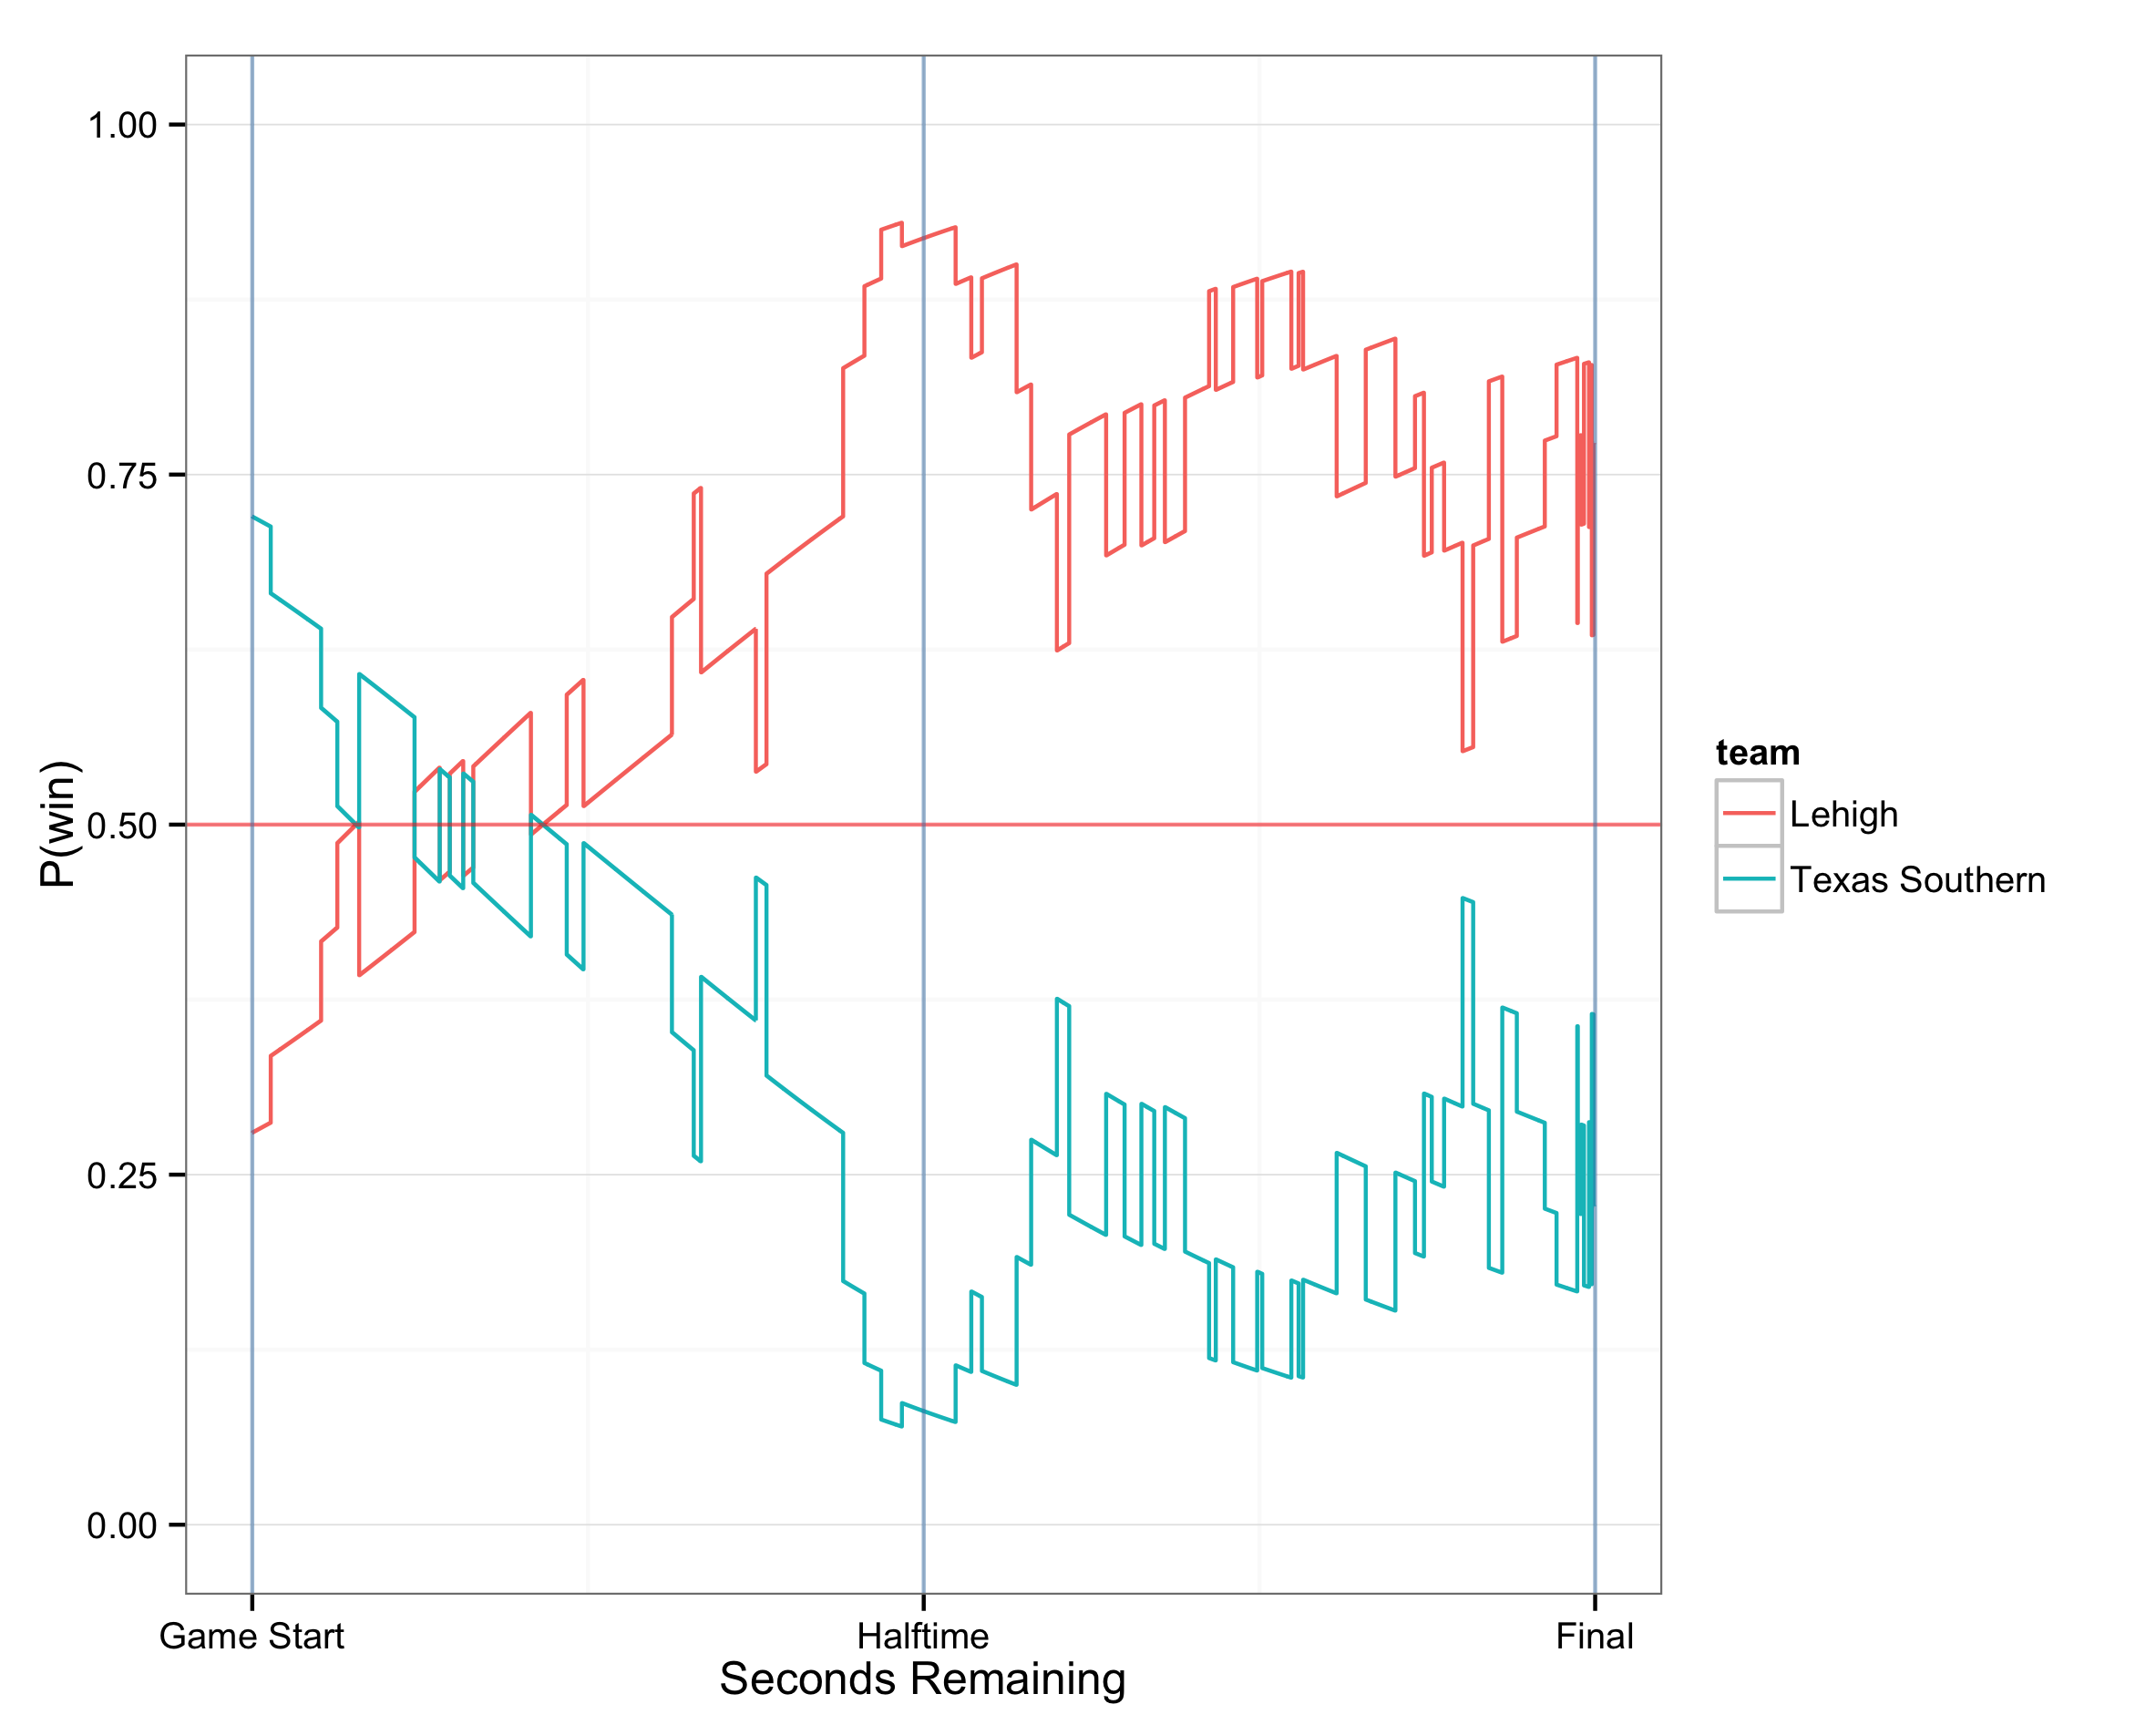 1.00
0.75
0.50
0.25
0.00
P(win)
Game Start
Halftime
Final
Seconds Remaining
team
Lehigh
Texas Southern